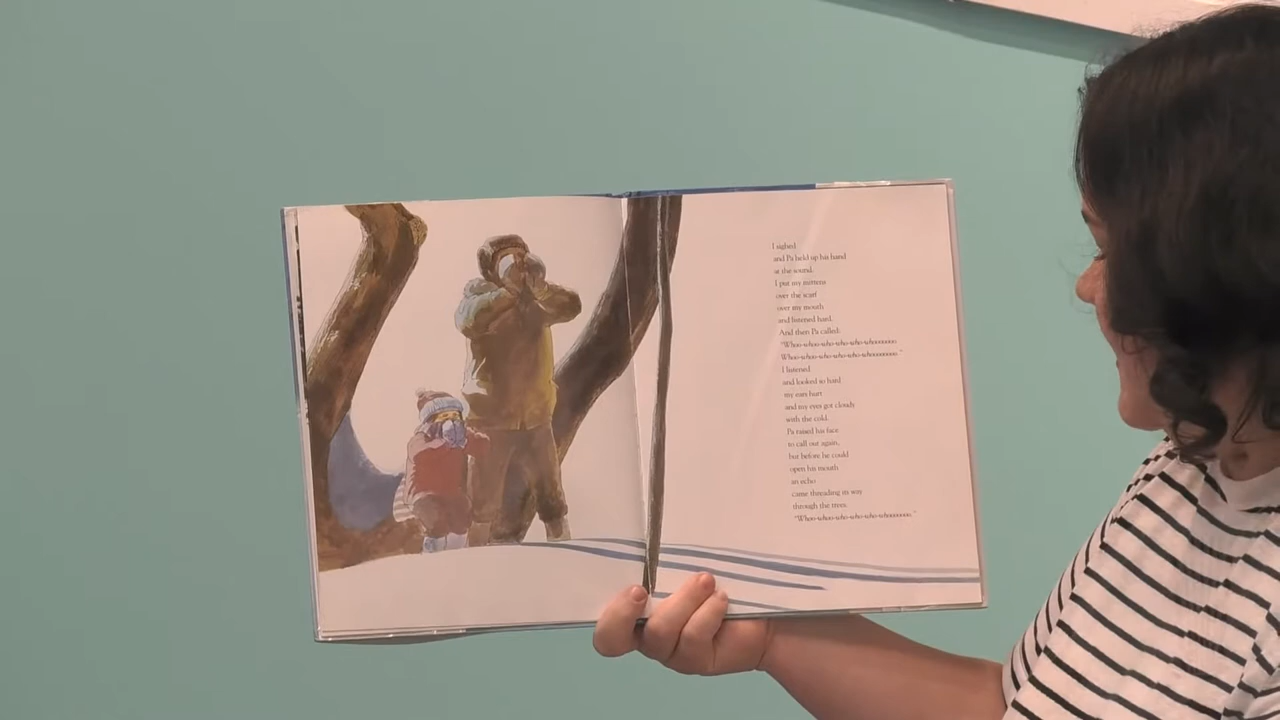 I sighed
and Pa held up his hand
at the sound.
I put my mittens
over the scarf
over my mouth
and listened hard.
And then Pa called:
"Whoo-whoo-who-who-who-whooooooo
Whoo-whoo-who-who-who-whoooooooo."
I listened
and looked so hard
my ears hurt
and my eyes got cloudy
with the cold.
Pa raised his face
to call out again,
but before he could
open his mouth
an echo
came threading its way
through the trees.
"Whoo-whoo-who-who-who-whooooooo."